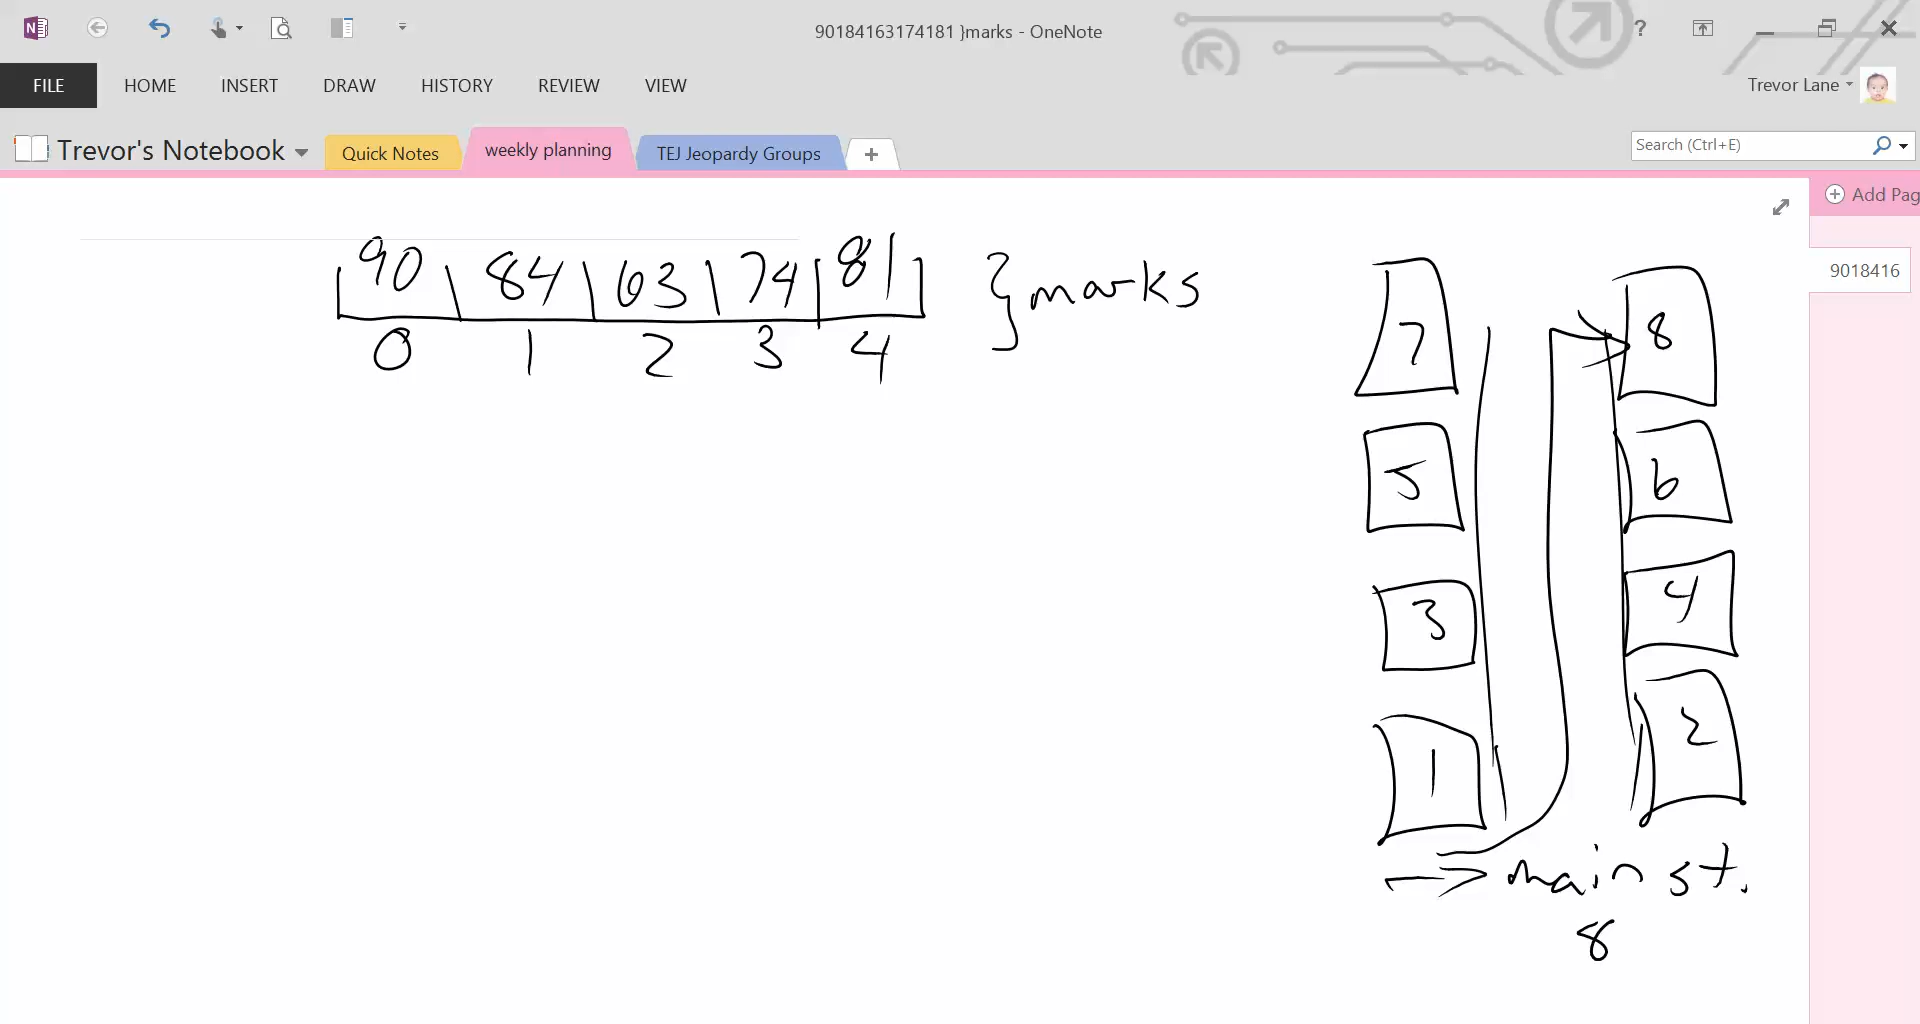 90184163174181 }marks - OneNote
?
FILE HOME INSERT DRAW HISTORY REVIEW VIEW
Trevor Lane
Trevor's Notebook
Quick Notes
weekly planning
TEJ Jeopardy Groups
Search (Ctrl+E)
Add Pag
9018416
90 84 63 74 81 } marks
0 1 2 3 4
7 8
5 6
3 4
1 2
main st.
8